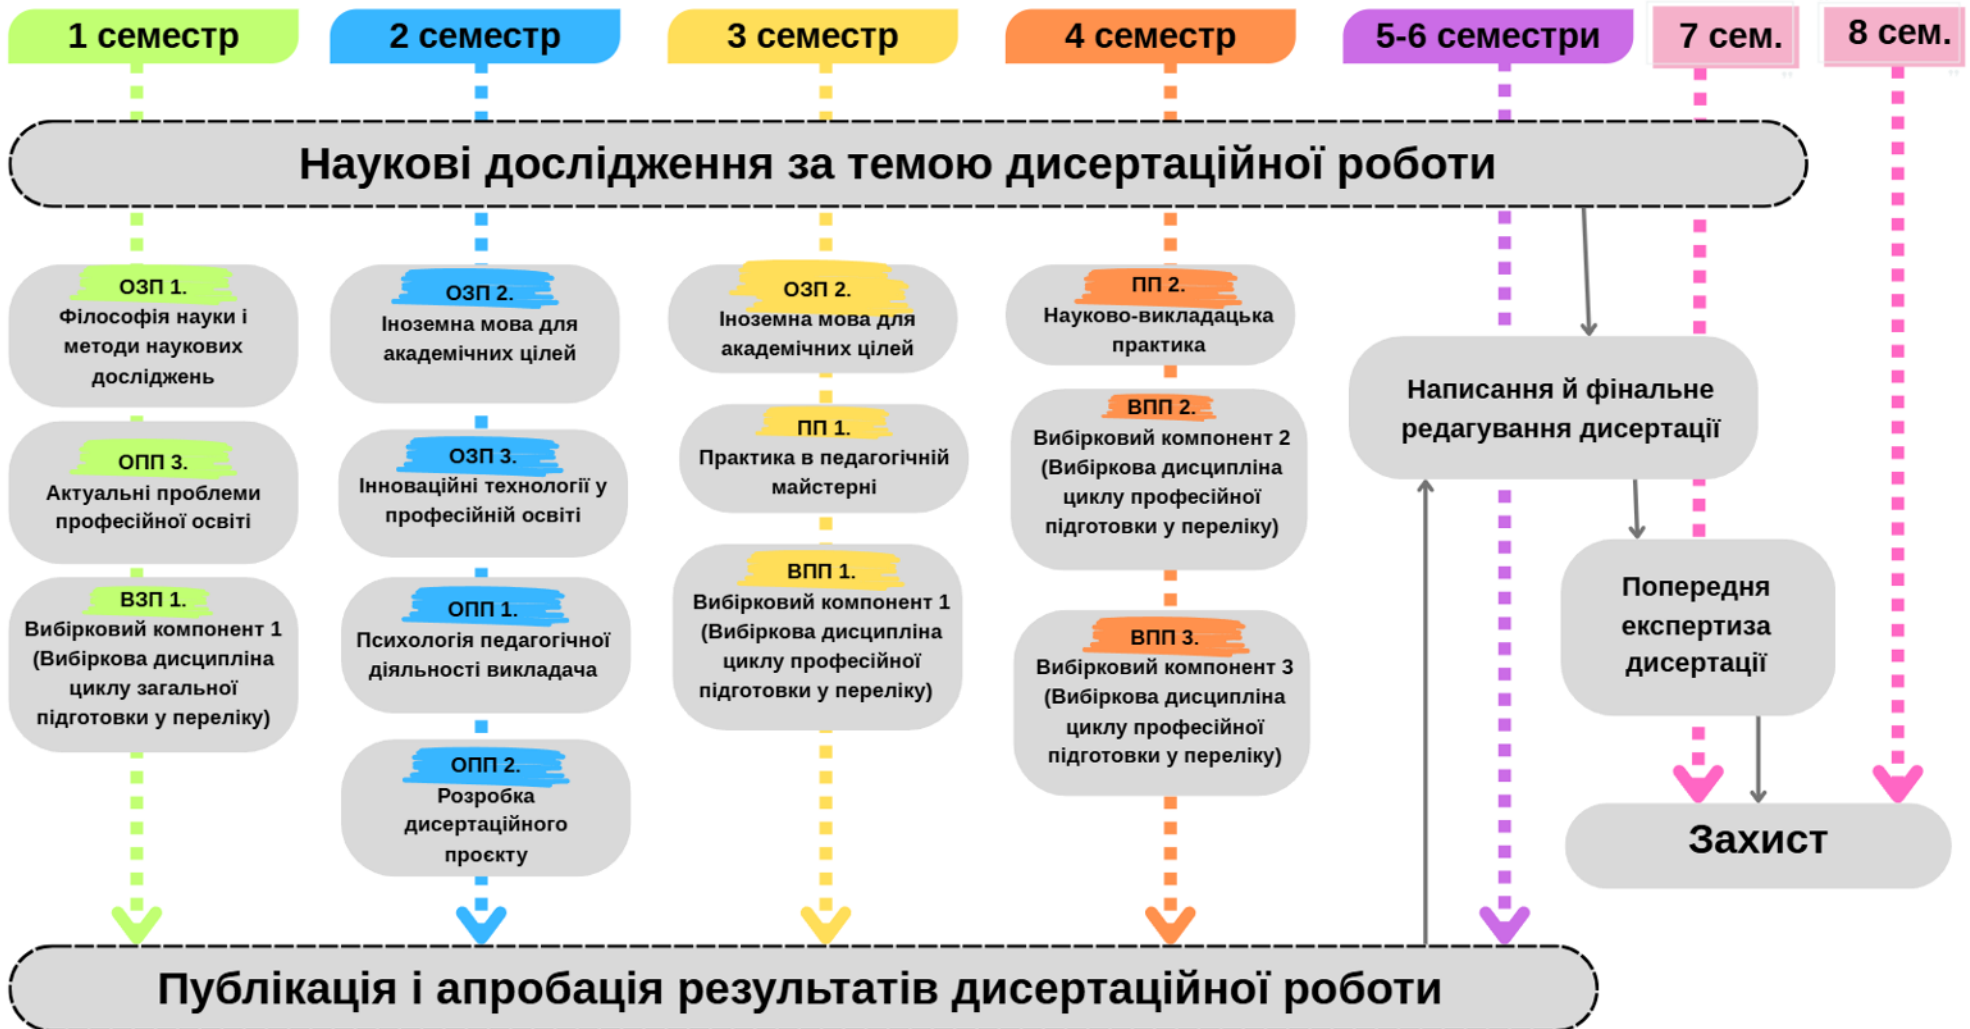 1 семестр
2 семестр
3 семестр
4 семестр
5-6 семестри
7 сем.
8 сем.
Наукові дослідження за темою дисертаційної роботи
ОЗП 1.
Філософія науки і
методи наукових
досліджень
ОПП 3.
Актуальні проблеми
професійної освіті
ВЗП 1.
Вибірковий компонент 1
(Вибіркова дисципліна
циклу загальної
підготовки у переліку)
ОЗП 2.
Іноземна мова для
академічних цілей
ОЗП 3.
Інноваційні технології у
професійній освіті
ОПП 1.
Психологія педагогічної
діяльності викладача
ОПП 2.
Розробка
дисертаційного
проєкту
ОЗП 2.
Іноземна мова для
академічних цілей
ПП 1.
Практика в педагогічній
майстерні
ВПП 1.
Вибірковий компонент 1
(Вибіркова дисципліна
циклу професійної
підготовки у переліку)
ПП 2.
Науково-викладацька
практика
ВПП 2.
Вибірковий компонент 2
(Вибіркова дисципліна
циклу професійної
підготовки у переліку)
ВПП 3.
Вибірковий компонент 3
(Вибіркова дисципліна
циклу професійної
підготовки у переліку)
Написання й фінальне
редагування дисертації
Попередня
експертиза
дисертації
Захист
Публікація і апробація результатів дисертаційної роботи